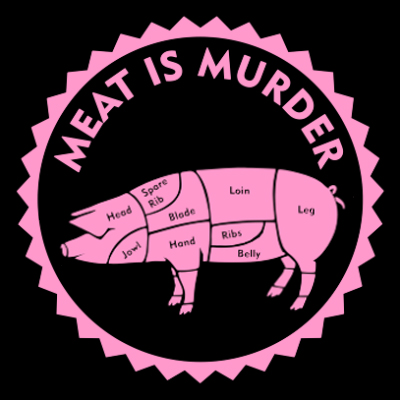 MEAT IS MURDER
Head
Spare
Rib
Blade
Loin
Leg
Jowl
Hand
Ribs
Belly